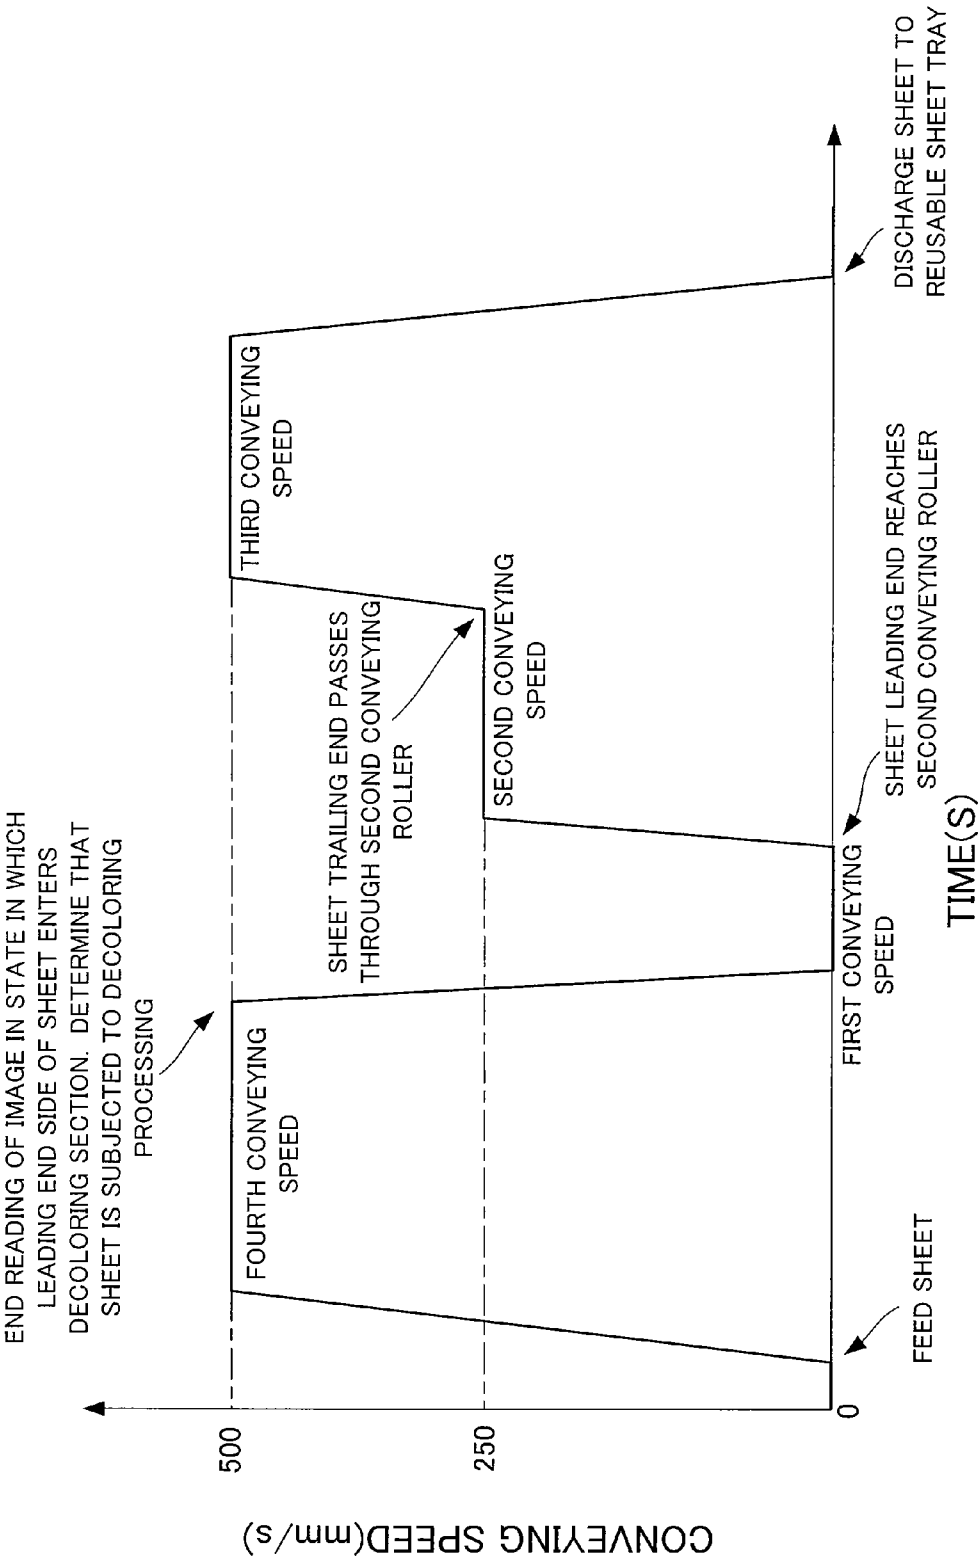 END READING OF IMAGE IN STATE IN WHICH
LEADING END SIDE OF SHEET ENTERS
DECOLORING SECTION. DETERMINE THAT
SHEET IS SUBJECTED TO DECOLORING
PROCESSING
CONVEYING SPEED(mm/s)
500
250
0
FOURTH CONVEYING
SPEED
SHEET TRAILING END PASSES
THROUGH SECOND CONVEYING
ROLLER
THIRD CONVEYING
SPEED
SECOND CONVEYING
SPEED
FIRST CONVEYING
SPEED
FEED SHEET
SHEET LEADING END REACHES
SECOND CONVEYING ROLLER
DISCHARGE SHEET TO
REUSABLE SHEET TRAY
TIME(S)